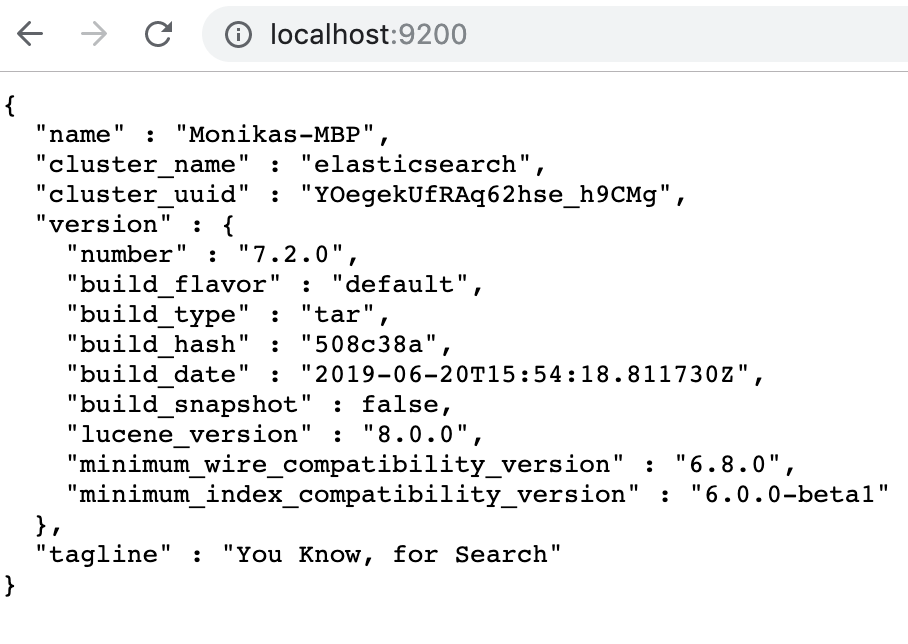 localhost:9200
{
  "name" : "Monikas-MBP",
  "cluster_name" : "elasticsearch",
  "cluster_uuid" : "YOegekUfRAq62hse_h9CMg",
  "version" : {
    "number" : "7.2.0",
    "build_flavor" : "default",
    "build_type" : "tar",
    "build_hash" : "508c38a",
    "build_date" : "2019-06-20T15:54:18.811730Z",
    "build_snapshot" : false,
    "lucene_version" : "8.0.0",
    "minimum_wire_compatibility_version" : "6.8.0",
    "minimum_index_compatibility_version" : "6.0.0-beta1"
  },
  "tagline" : "You Know, for Search"
}